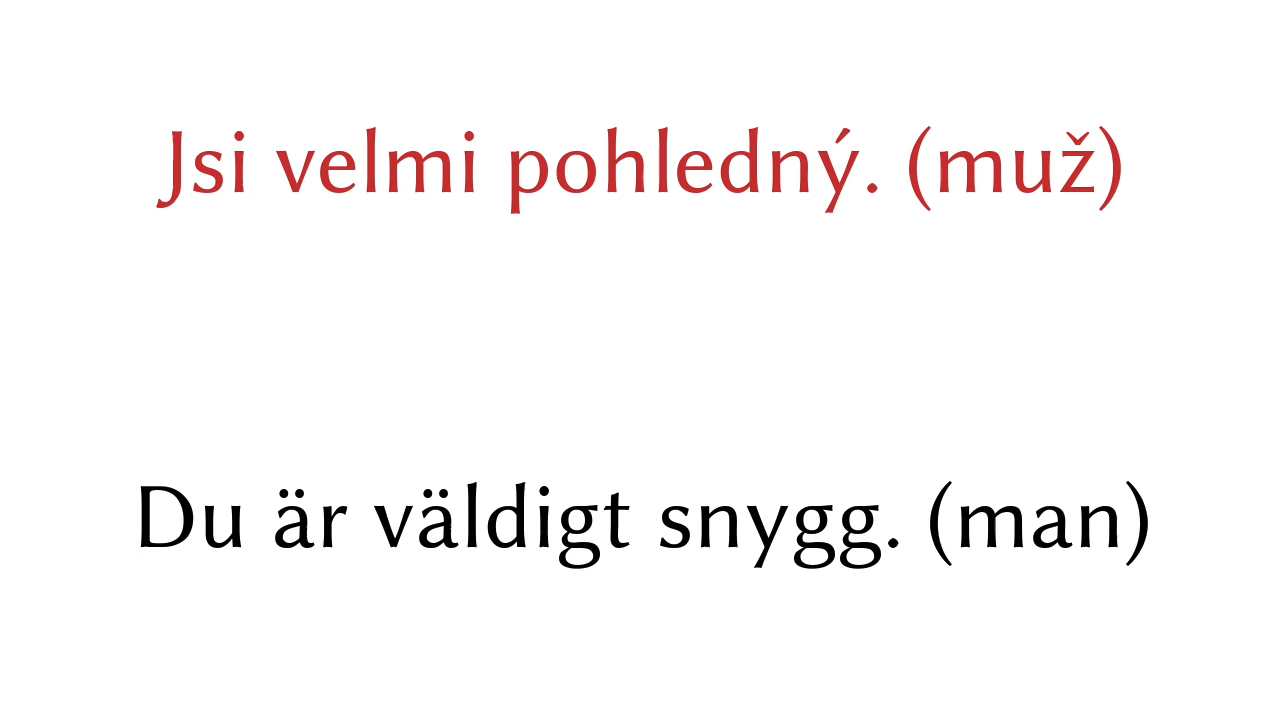 Jsi velmi pohledný. (muž)
Du är väldigt snygg. (man)